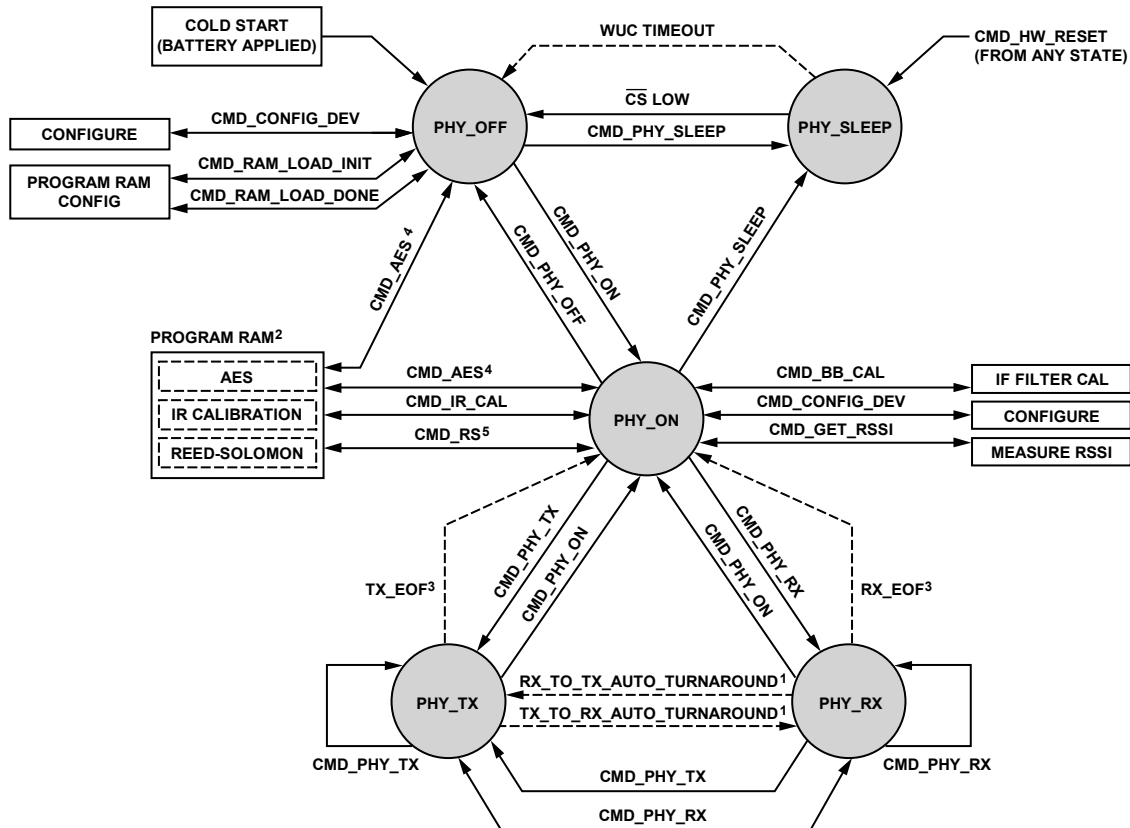 COLD START
(BATTERY APPLIED)
WUC TIMEOUT
CMD_HW_RESET
(FROM ANY STATE)
CS LOW
CMD_CONFIG_DEV
CONFIGURE
PHY_OFF
CMD_PHY_SLEEP
PHY_SLEEP
CMD_RAM_LOAD_INIT
PROGRAM RAM
CONFIG
CMD_RAM_LOAD_DONE
CMD_AES 4
CMD_PHY_OFF
CMD_PHY_ON
CMD_PHY_SLEEP
PROGRAM RAM2
AES
IR CALIBRATION
REED-SOLOMON
CMD_AES4
CMD_IR_CAL
CMD_RS5
PHY_ON
CMD_BB_CAL
CMD_CONFIG_DEV
CMD_GET_RSSI
IF FILTER CAL
CONFIGURE
MEASURE RSSI
TX_EOF3
CMD_PHY_TX
CMD_PHY_ON
CMD_PHY_ON
CMD_PHY_RX
RX_EOF3
PHY_TX
RX_TO_TX_AUTO_TURNAROUND1
TX_TO_RX_AUTO_TURNAROUND1
PHY_RX
CMD_PHY_TX
CMD_PHY_TX
CMD_PHY_RX
CMD_PHY_RX